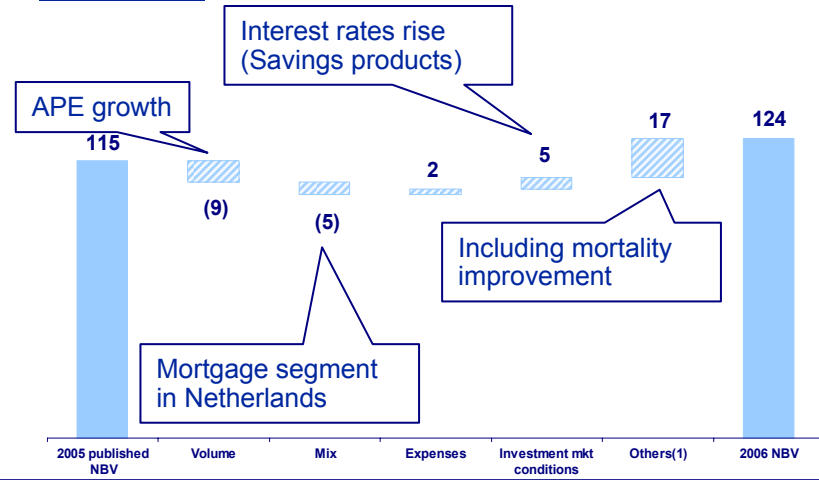 Interest rates rise
(Savings products)
APE growth
115
(9)
(5)
2
5
17
124
Including mortality
improvement
Mortgage segment
in Netherlands
2005 published
NBV
Volume
Mix
Expenses
Investment mkt
conditions
Others(1)
2006 NBV